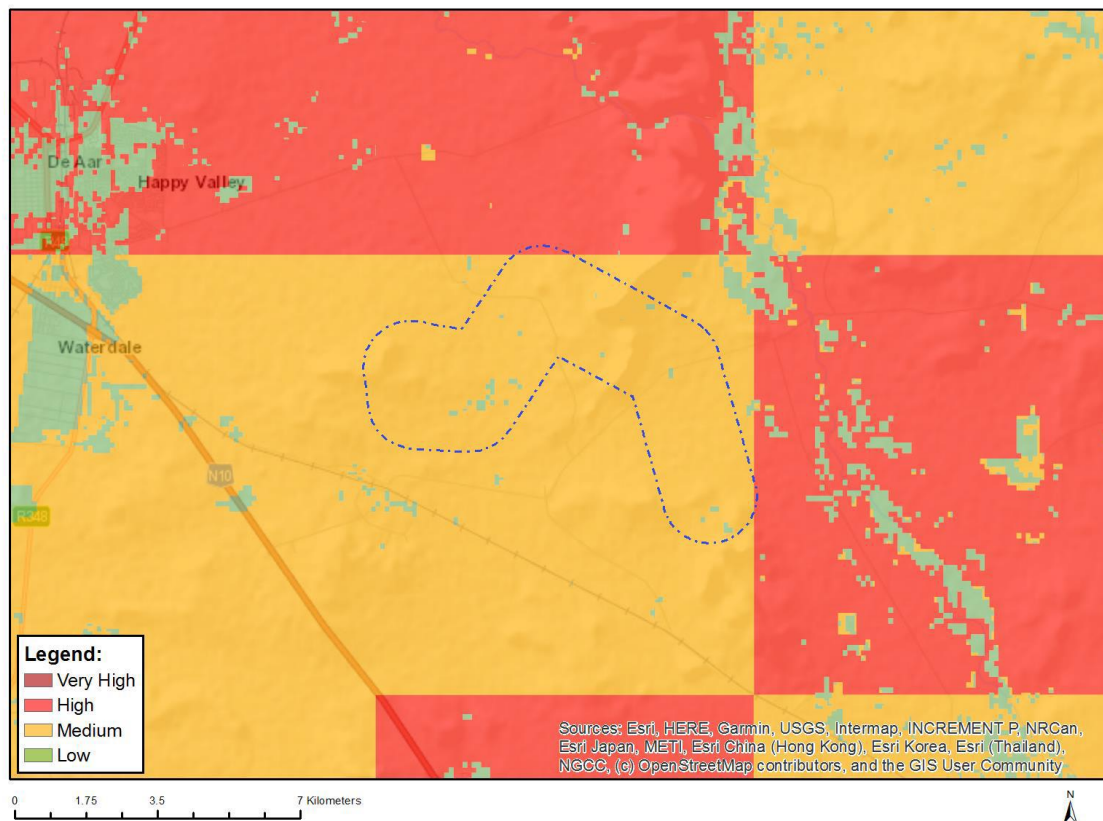 De Aar
Happy Valley
Waterdale
N10
R348
Legend:
Very High
High
Medium
Low
Sources: Esri, HERE, Garmin, USGS, Intermap, INCREMENT P, NRCan,
Esri Japan, METI, Esri China (Hong Kong), Esri Korea, Esri (Thailand),
NGCC, (c) OpenStreetMap contributors, and the GIS User Community
0 1.75 3.5 7 Kilometers
N